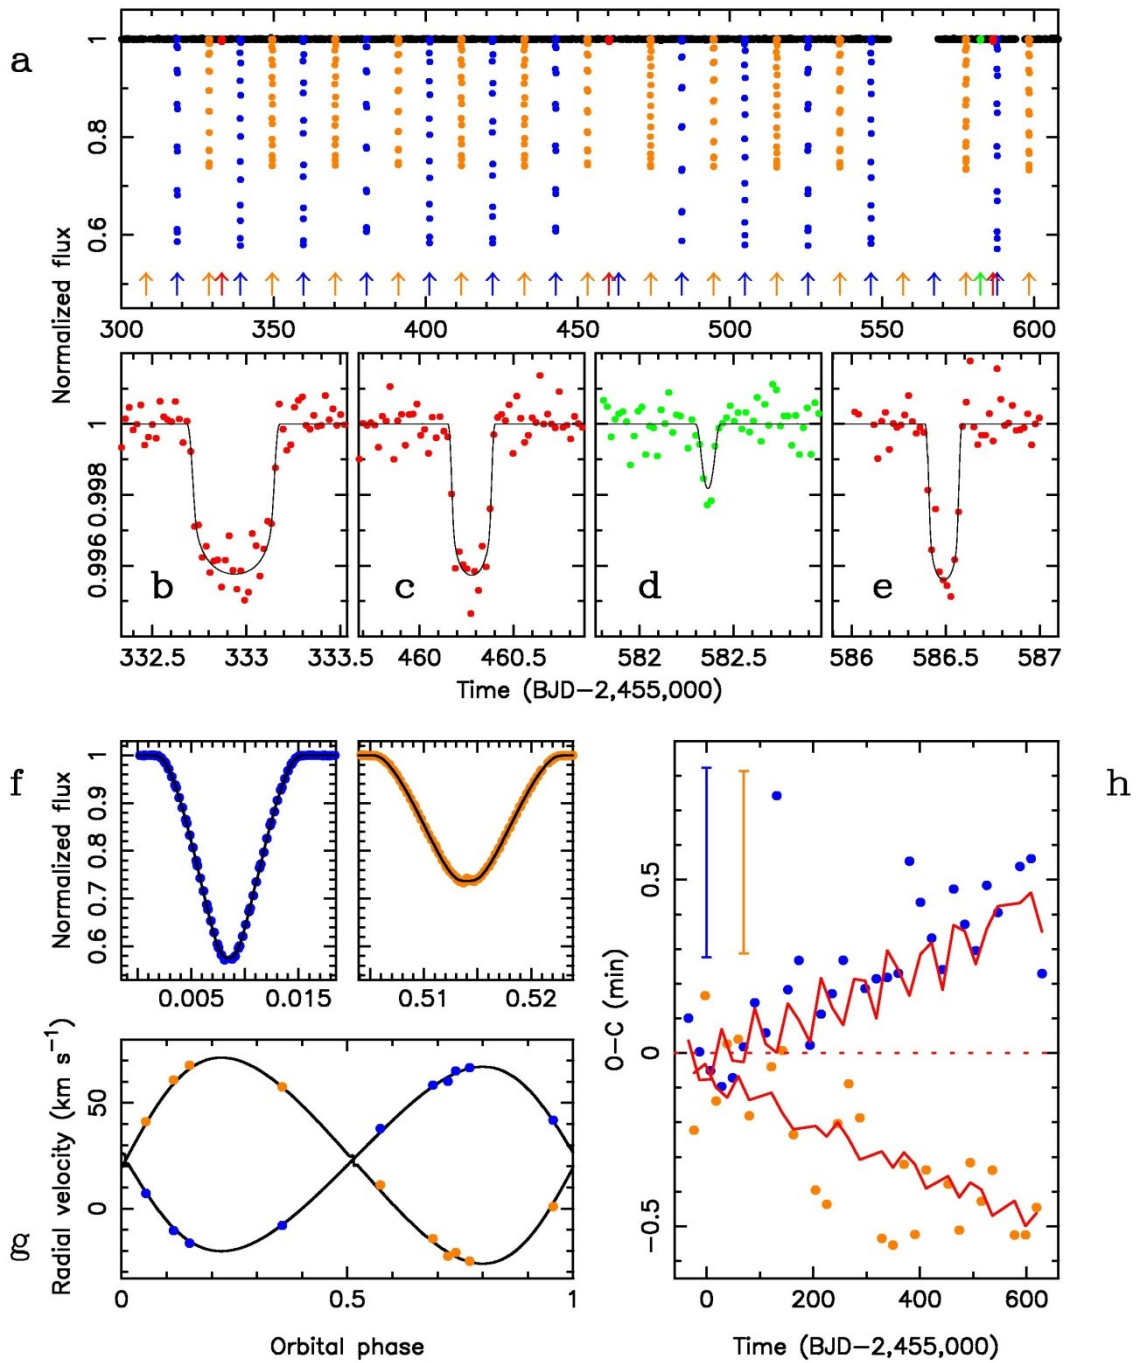 a
Normalized flux
1
0.8
0.6
300 350 400 450 500 550 600
Normalized flux
1
0.998
0.996
b c d e
332.5 333 333.5 460 460.5 582 582.5 586 586.5 587
Time (BJD−2,455,000)
f
Normalized flux
1
0.9
0.8
0.7
0.6
0.005 0.015 0.51 0.52
g
Radial velocity (km s−1)
50
0
0 0.5 1
Orbital phase
h
O−C (min)
0.5
0
−0.5
0 200 400 600
Time (BJD−2,455,000)